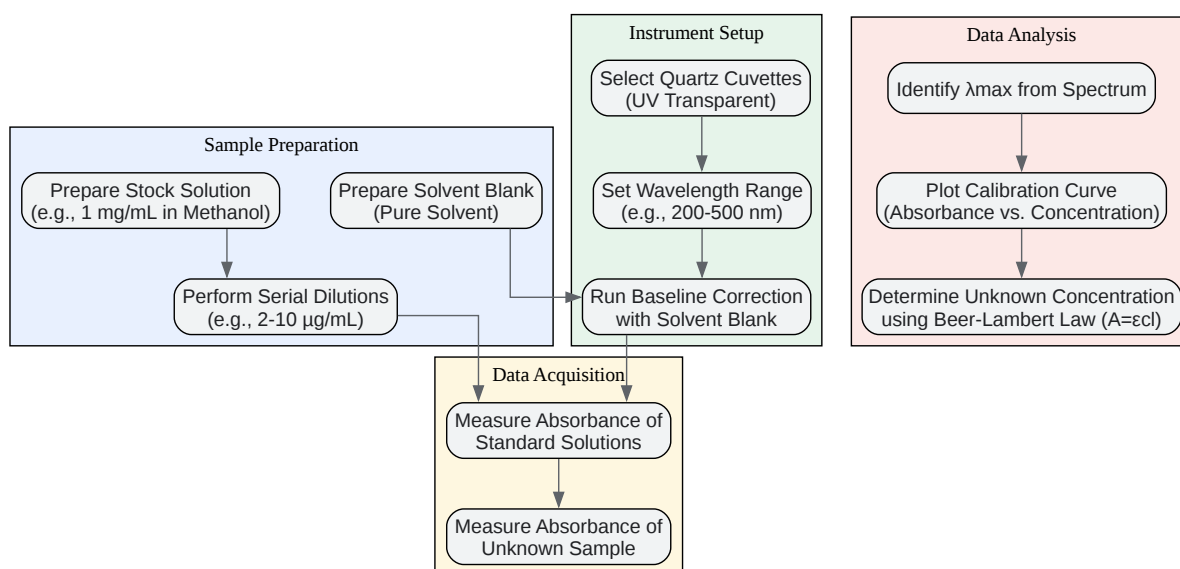 Sample Preparation
Prepare Stock Solution
(e.g., 1 mg/mL in Methanol)
Prepare Solvent Blank
(Pure Solvent)
Perform Serial Dilutions
(e.g., 2-10 µg/mL)
Instrument Setup
Select Quartz Cuvettes
(UV Transparent)
Set Wavelength Range
(e.g., 200-500 nm)
Run Baseline Correction
with Solvent Blank
Data Acquisition
Measure Absorbance of
Standard Solutions
Measure Absorbance of
Unknown Sample
Data Analysis
Identify λmax from Spectrum
Plot Calibration Curve
(Absorbance vs. Concentration)
Determine Unknown Concentration
using Beer-Lambert Law (A=εcl)